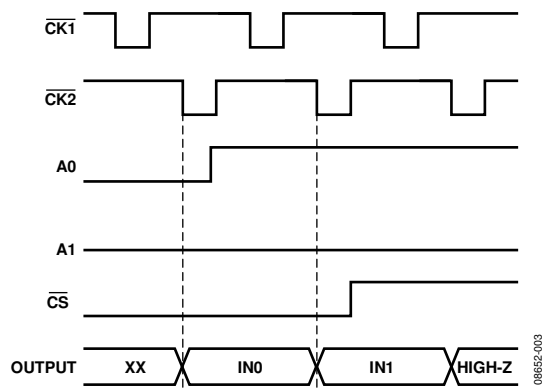 CK1
CK2
A0
A1
CS
OUTPUT XX IN0 IN1 HIGH-Z
08652-003